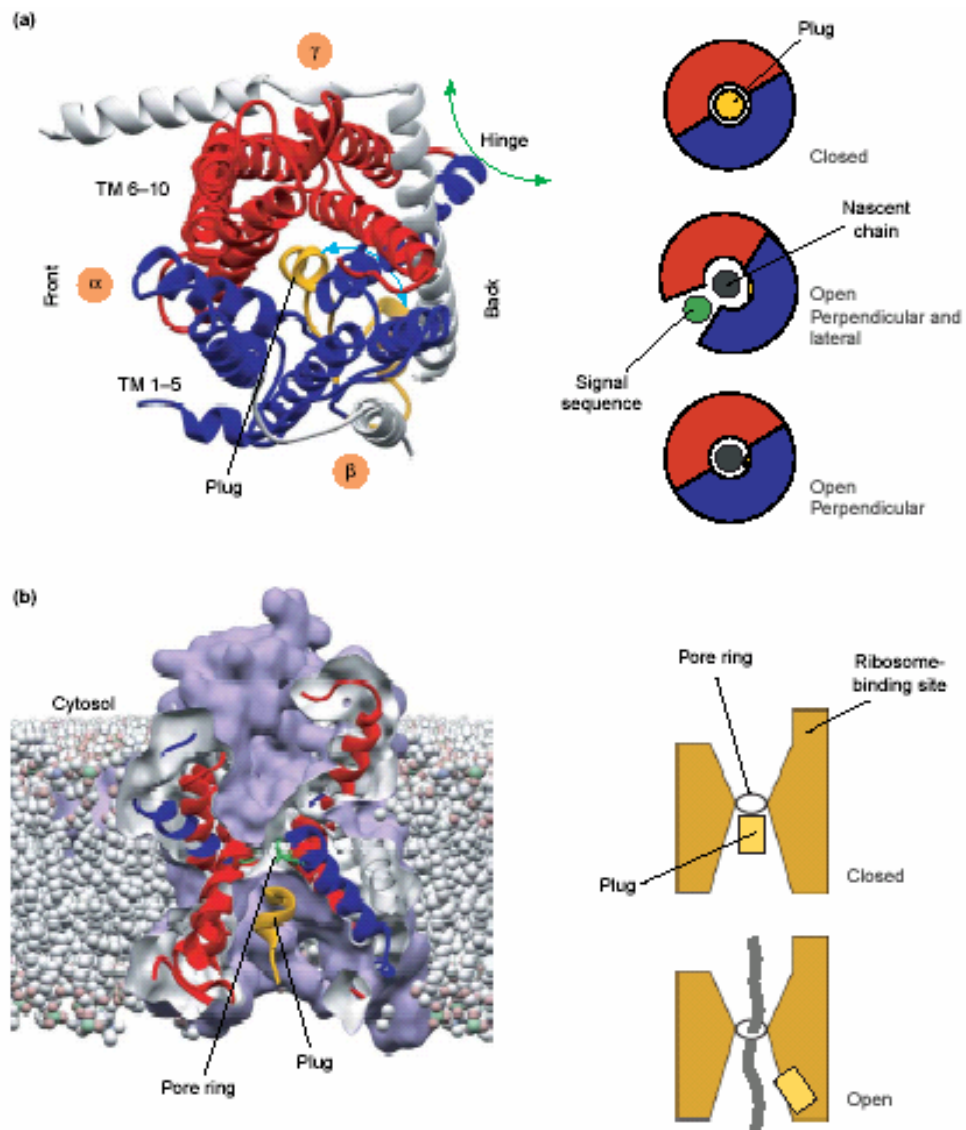 (a)
γ
Plug
Hinge
TM 6–10
Closed
Nascent
chain
Front
α
Back
Open
Perpendicular and
lateral
TM 1–5
Signal
sequence
Plug
β
Open
Perpendicular
(b)
Pore ring
Ribosome-
binding site
Cytosol
Plug
Closed
Plug
Pore ring
Open